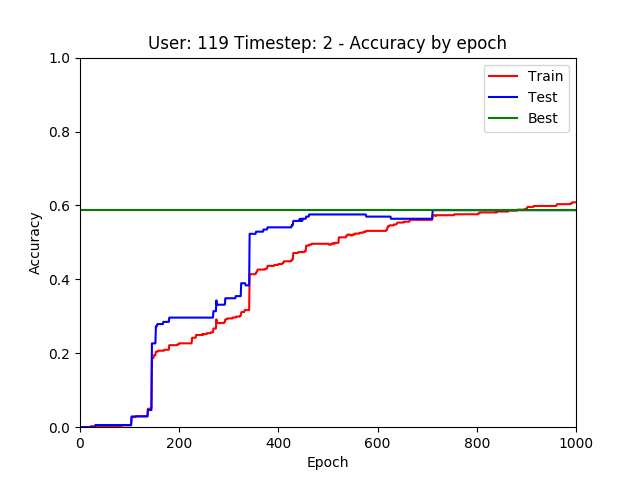 User: 119 Timestep: 2 - Accuracy by epoch
1.0
0.8
0.6
0.4
0.2
0.0
Accuracy
Train
Test
Best
0 200 400 600 800 1000
Epoch